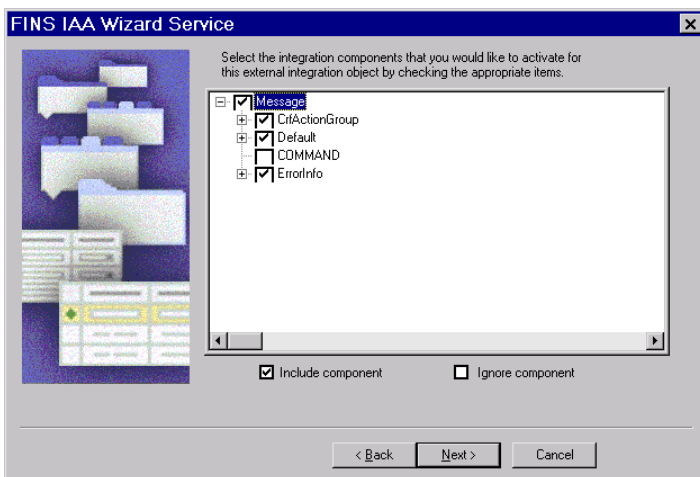 FINS IAA Wizard Service
Select the integration components that you would like to activate for
this external integration object by checking the appropriate items.
Message
CrfActionGroup
Default
COMMAND
ErrorInfo
Include component
Ignore component
< Back
Next >
Cancel